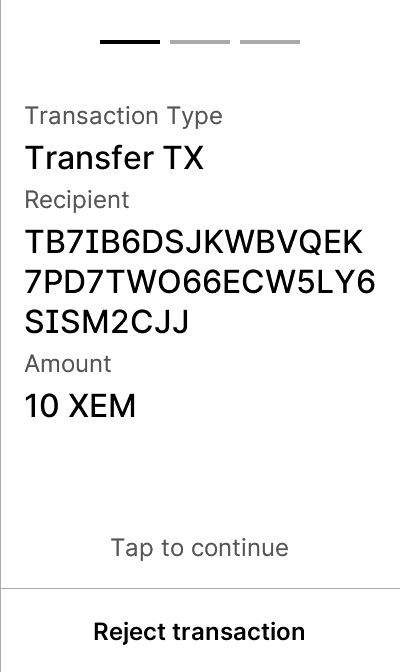 Transaction Type
Transfer TX
Recipient
TB7IB6DSJKWBVQEK
7PD7TWO66ECW5LY6
SISM2CJJ
Amount
10 XEM
Tap to continue
Reject transaction